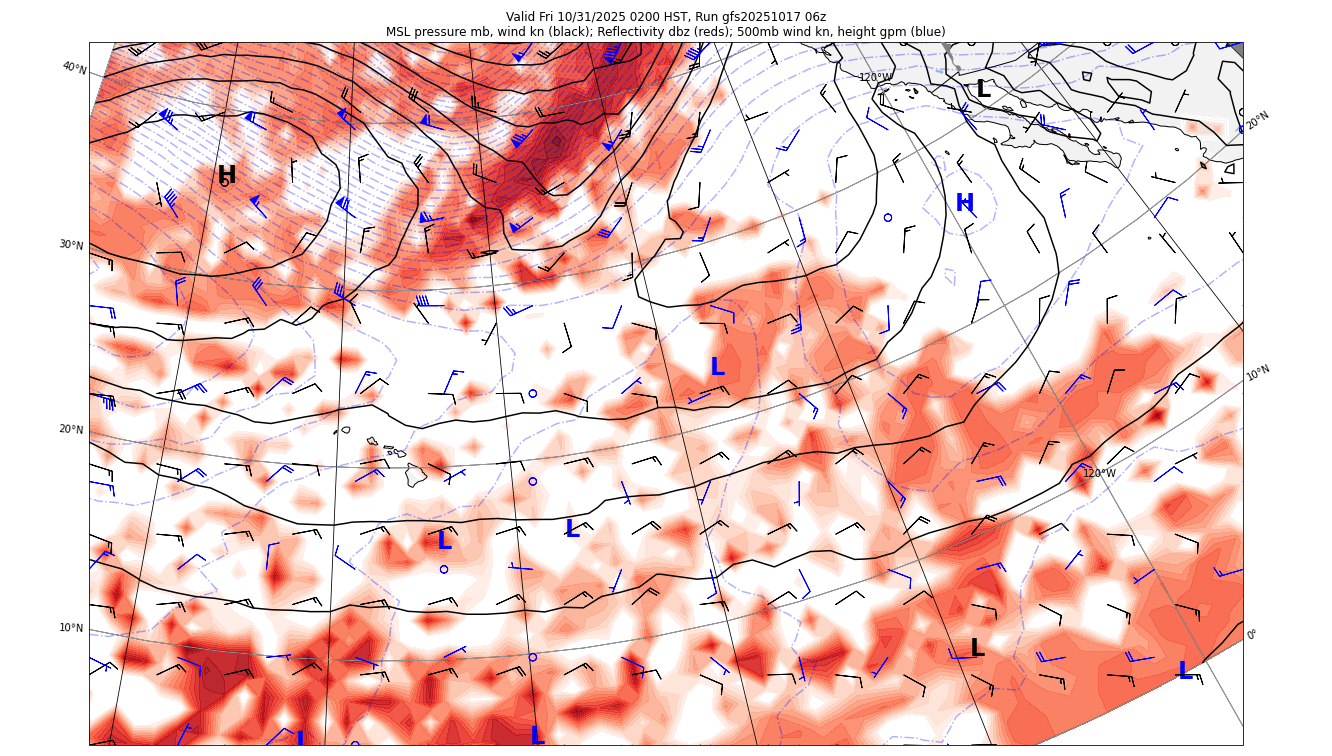 Valid Fri 10/31/2025 0200 HST, Run gfs20251017 06z
MSL pressure mb, wind kn (black); Reflectivity dbz (reds); 500mb wind kn, height gpm (blue)
40°N
120°W
L
20°N
H
H
30°N
L
10°N
20°N
120°W
L
L
10°N
0°
L
L
L
L